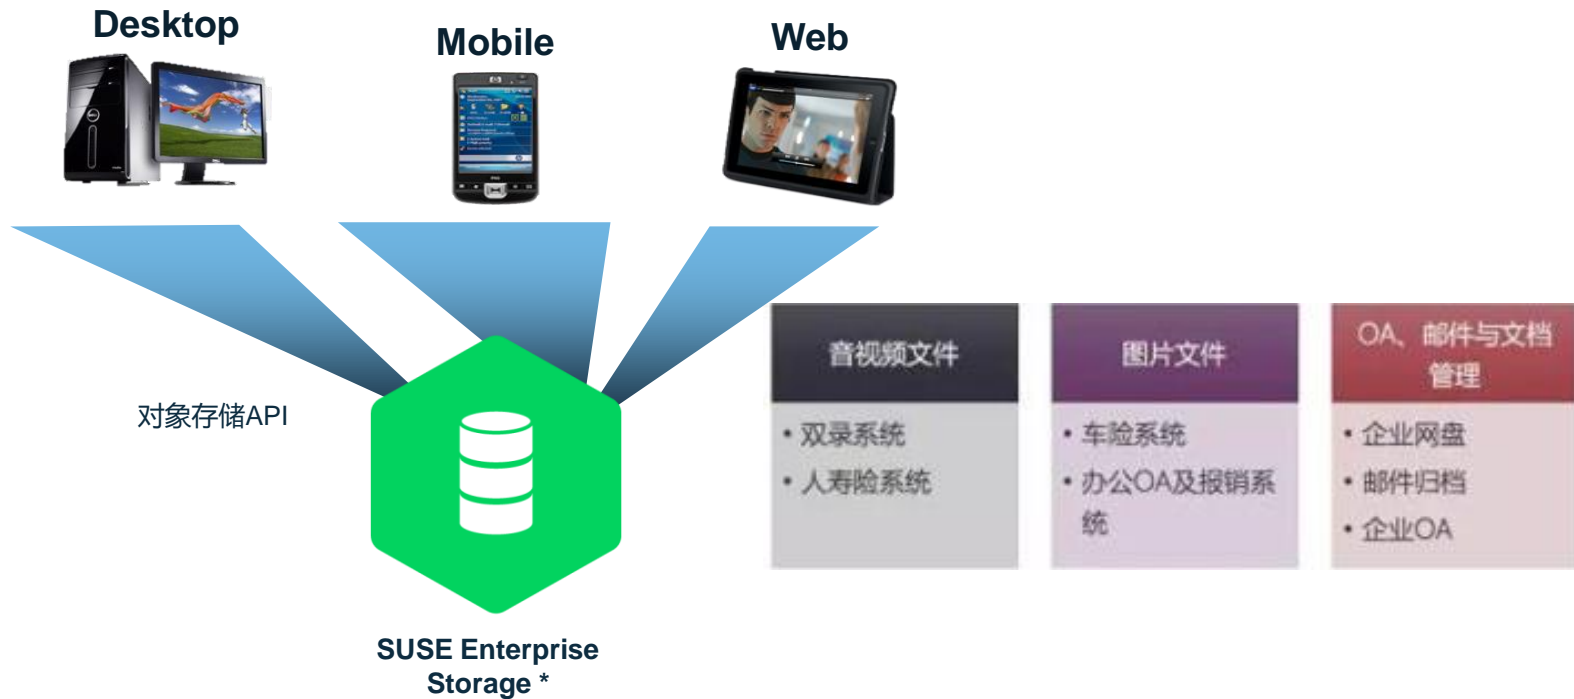 Desktop
Mobile
Web
对象存储API
SUSE Enterprise
Storage *
音视频文件
• 双录系统
• 人寿险系统
图片文件
• 车险系统
• 办公OA及报销系
统
OA、邮件与文档
管理
• 企业网盘
• 邮件归档
• 企业OA